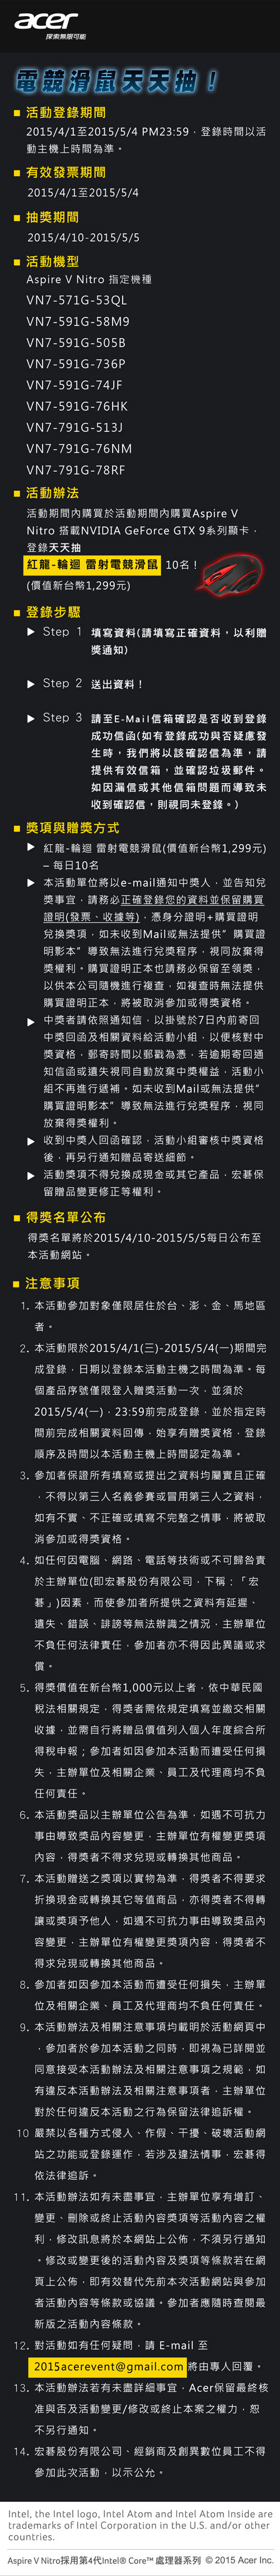 acer
探索無限可能
電競滑鼠天天抽！
■ 活動登錄期間
2015/4/1至2015/5/4 PM23:59，登錄時間以活
動主機上時間為準。
■ 有效發票期間
2015/4/1至2015/5/4
■ 抽獎期間
2015/4/10-2015/5/5
■ 活動機型
Aspire V Nitro 指定機種
VN7-571G-53QL
VN7-591G-58M9
VN7-591G-505B
VN7-591G-736P
VN7-591G-74JF
VN7-591G-76HK
VN7-791G-513J
VN7-791G-76NM
VN7-791G-78RF
■ 活動辦法
活動期間內購買於活動期間內購買Aspire V
Nitro 搭載NVIDIA GeForce GTX 9系列顯卡，
登錄天天抽
紅龍-輪迴 雷射電競滑鼠 10名！
(價值新台幣1,299元)
■ 登錄步驟
▶ Step 1 填寫資料(請填寫正確資料，以利贈
獎通知)
▶ Step 2 送出資料！
▶ Step 3 請至E-Mail信箱確認是否收到登錄
成功信函(如有登錄成功與否疑慮發
生時，我們將以該確認信為準，請
提供有效信箱，並確認垃圾郵件。
如因漏信或其他信箱問題而導致未
收到確認信，則視同未登錄。)
■ 獎項與贈獎方式
▶ 紅龍-輪迴 雷射電競滑鼠(價值新台幣1,299元)
– 每日10名
▶ 本活動單位將以e-mail通知中獎人，並告知兌
獎事宜，請務必正確登錄您的資料並保留購買
證明(發票、收據等)，憑身分證明+購買證明
兌換獎項，如未收到Mail或無法提供”購買證
明影本”導致無法進行兌獎程序，視同放棄得
獎權利。購買證明正本也請務必保留至領獎，
以供本公司隨機進行複查，如複查時無法提供
購買證明正本，將被取消參加或得獎資格。
▶ 中獎者請依照通知信，以掛號於7日內前寄回
中獎回函及相關資料給活動小組，以便核對中
獎資格，郵寄時間以郵戳為憑，若逾期寄回通
知信函或遺失視同自動放棄中獎權益，活動小
組不再進行遞補。如未收到Mail或無法提供”
購買證明影本”導致無法進行兌獎程序，視同
放棄得獎權利。
▶ 收到中獎人回函確認，活動小組審核中獎資格
後，再另行通知贈品寄送細節。
▶ 活動獎項不得兌換成現金或其它產品，宏碁保
留贈品變更修正等權利。
■ 得獎名單公布
得獎名單將於2015/4/10-2015/5/5每日公布至
本活動網站。
■ 注意事項
1. 本活動參加對象僅限居住於台、澎、金、馬地區
者。
2. 本活動限於2015/4/1(三)-2015/5/4(一)期間完
成登錄，日期以登錄本活動主機之時間為準。每
個產品序號僅限登入贈獎活動一次，並須於
2015/5/4(一)，23:59前完成登錄，並於指定時
間前完成相關資料回傳，始享有贈獎資格，登錄
順序及時間以本活動主機上時間認定為準。
3. 參加者保證所有填寫或提出之資料均屬實且正確
，不得以第三人名義參賽或冒用第三人之資料，
如有不實、不正確或填寫不完整之情事，將被取
消參加或得獎資格。
4. 如任何因電腦、網路、電話等技術或不可歸咎責
於主辦單位(即宏碁股份有限公司，下稱：「宏
碁」)因素，而使參加者所提供之資料有延遲、
遺失、錯誤、誹謗等無法辦識之情況，主辦單位
不負任何法律責任，參加者亦不得因此異議或求
償。
5. 得獎價值在新台幣1,000元以上者，依中華民國
稅法相關規定，得獎者需依規定填寫並繳交相關
收據，並需自行將贈品價值列入個人年度綜合所
得稅申報；參加者如因參加本活動而遭受任何損
失，主辦單位及相關企業、員工及代理商均不負
任何責任。
6. 本活動獎品以主辦單位公告為準，如遇不可抗力
事由導致獎品內容變更，主辦單位有權變更獎項
內容，得獎者不得求兌現或轉換其他商品。
7. 本活動贈送之獎項以實物為準，得獎者不得要求
折換現金或轉換其它等值商品，亦得獎者不得轉
讓或獎項予他人，如遇不可抗力事由導致獎品內
容變更，主辦單位有權變更獎項內容，得獎者不
得求兌現或轉換其他商品。
8. 參加者如因參加本活動而遭受任何損失，主辦單
位及相關企業、員工及代理商均不負任何責任。
9. 本活動辦法及相關注意事項均載明於活動網頁中
，參加者於參加本活動之同時，即視為已詳閱並
同意接受本活動辦法及相關注意事項之規範，如
有違反本活動辦法及相關注意事項者，主辦單位
對於任何違反本活動之行為保留法律追訴權。
10 嚴禁以各種方式侵入、作假、干擾、破壞活動網
站之功能或登錄運作，若涉及違法情事，宏碁得
依法律追訴。
11. 本活動辦法如有未盡事宜，主辦單位享有增訂、
變更、刪除或終止活動內容獎項等活動內容之權
利，修改訊息將於本網站上公佈，不須另行通知
。修改或變更後的活動內容及獎項等條款若在網
頁上公佈，即有效替代先前本次活動網站與參加
者活動內容等條款或協議。參加者應隨時查閱最
新版之活動內容條款。
12. 對活動如有任何疑問，請 E-mail 至
2015acerevent@gmail.com 將由專人回覆。
13. 本活動辦法若有未盡詳細事宜，Acer保留最終核
准與否及活動變更/修改或終止本案之權力，恕
不另行通知。
14. 宏碁股份有限公司、經銷商及創異數位員工不得
參加此次活動，以示公允。
Intel, the Intel logo, Intel Atom and Intel Atom Inside are
trademarks of Intel Corporation in the U.S. and/or other
countries.
Aspire V Nitro採用第4代Intel® Core™ 處理器系列 © 2015 Acer Inc.